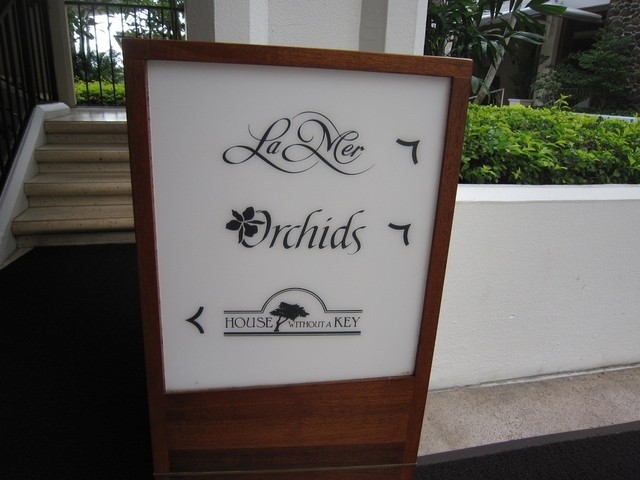 La Mer
Orchids
HOUSE WITHOUT A KEY